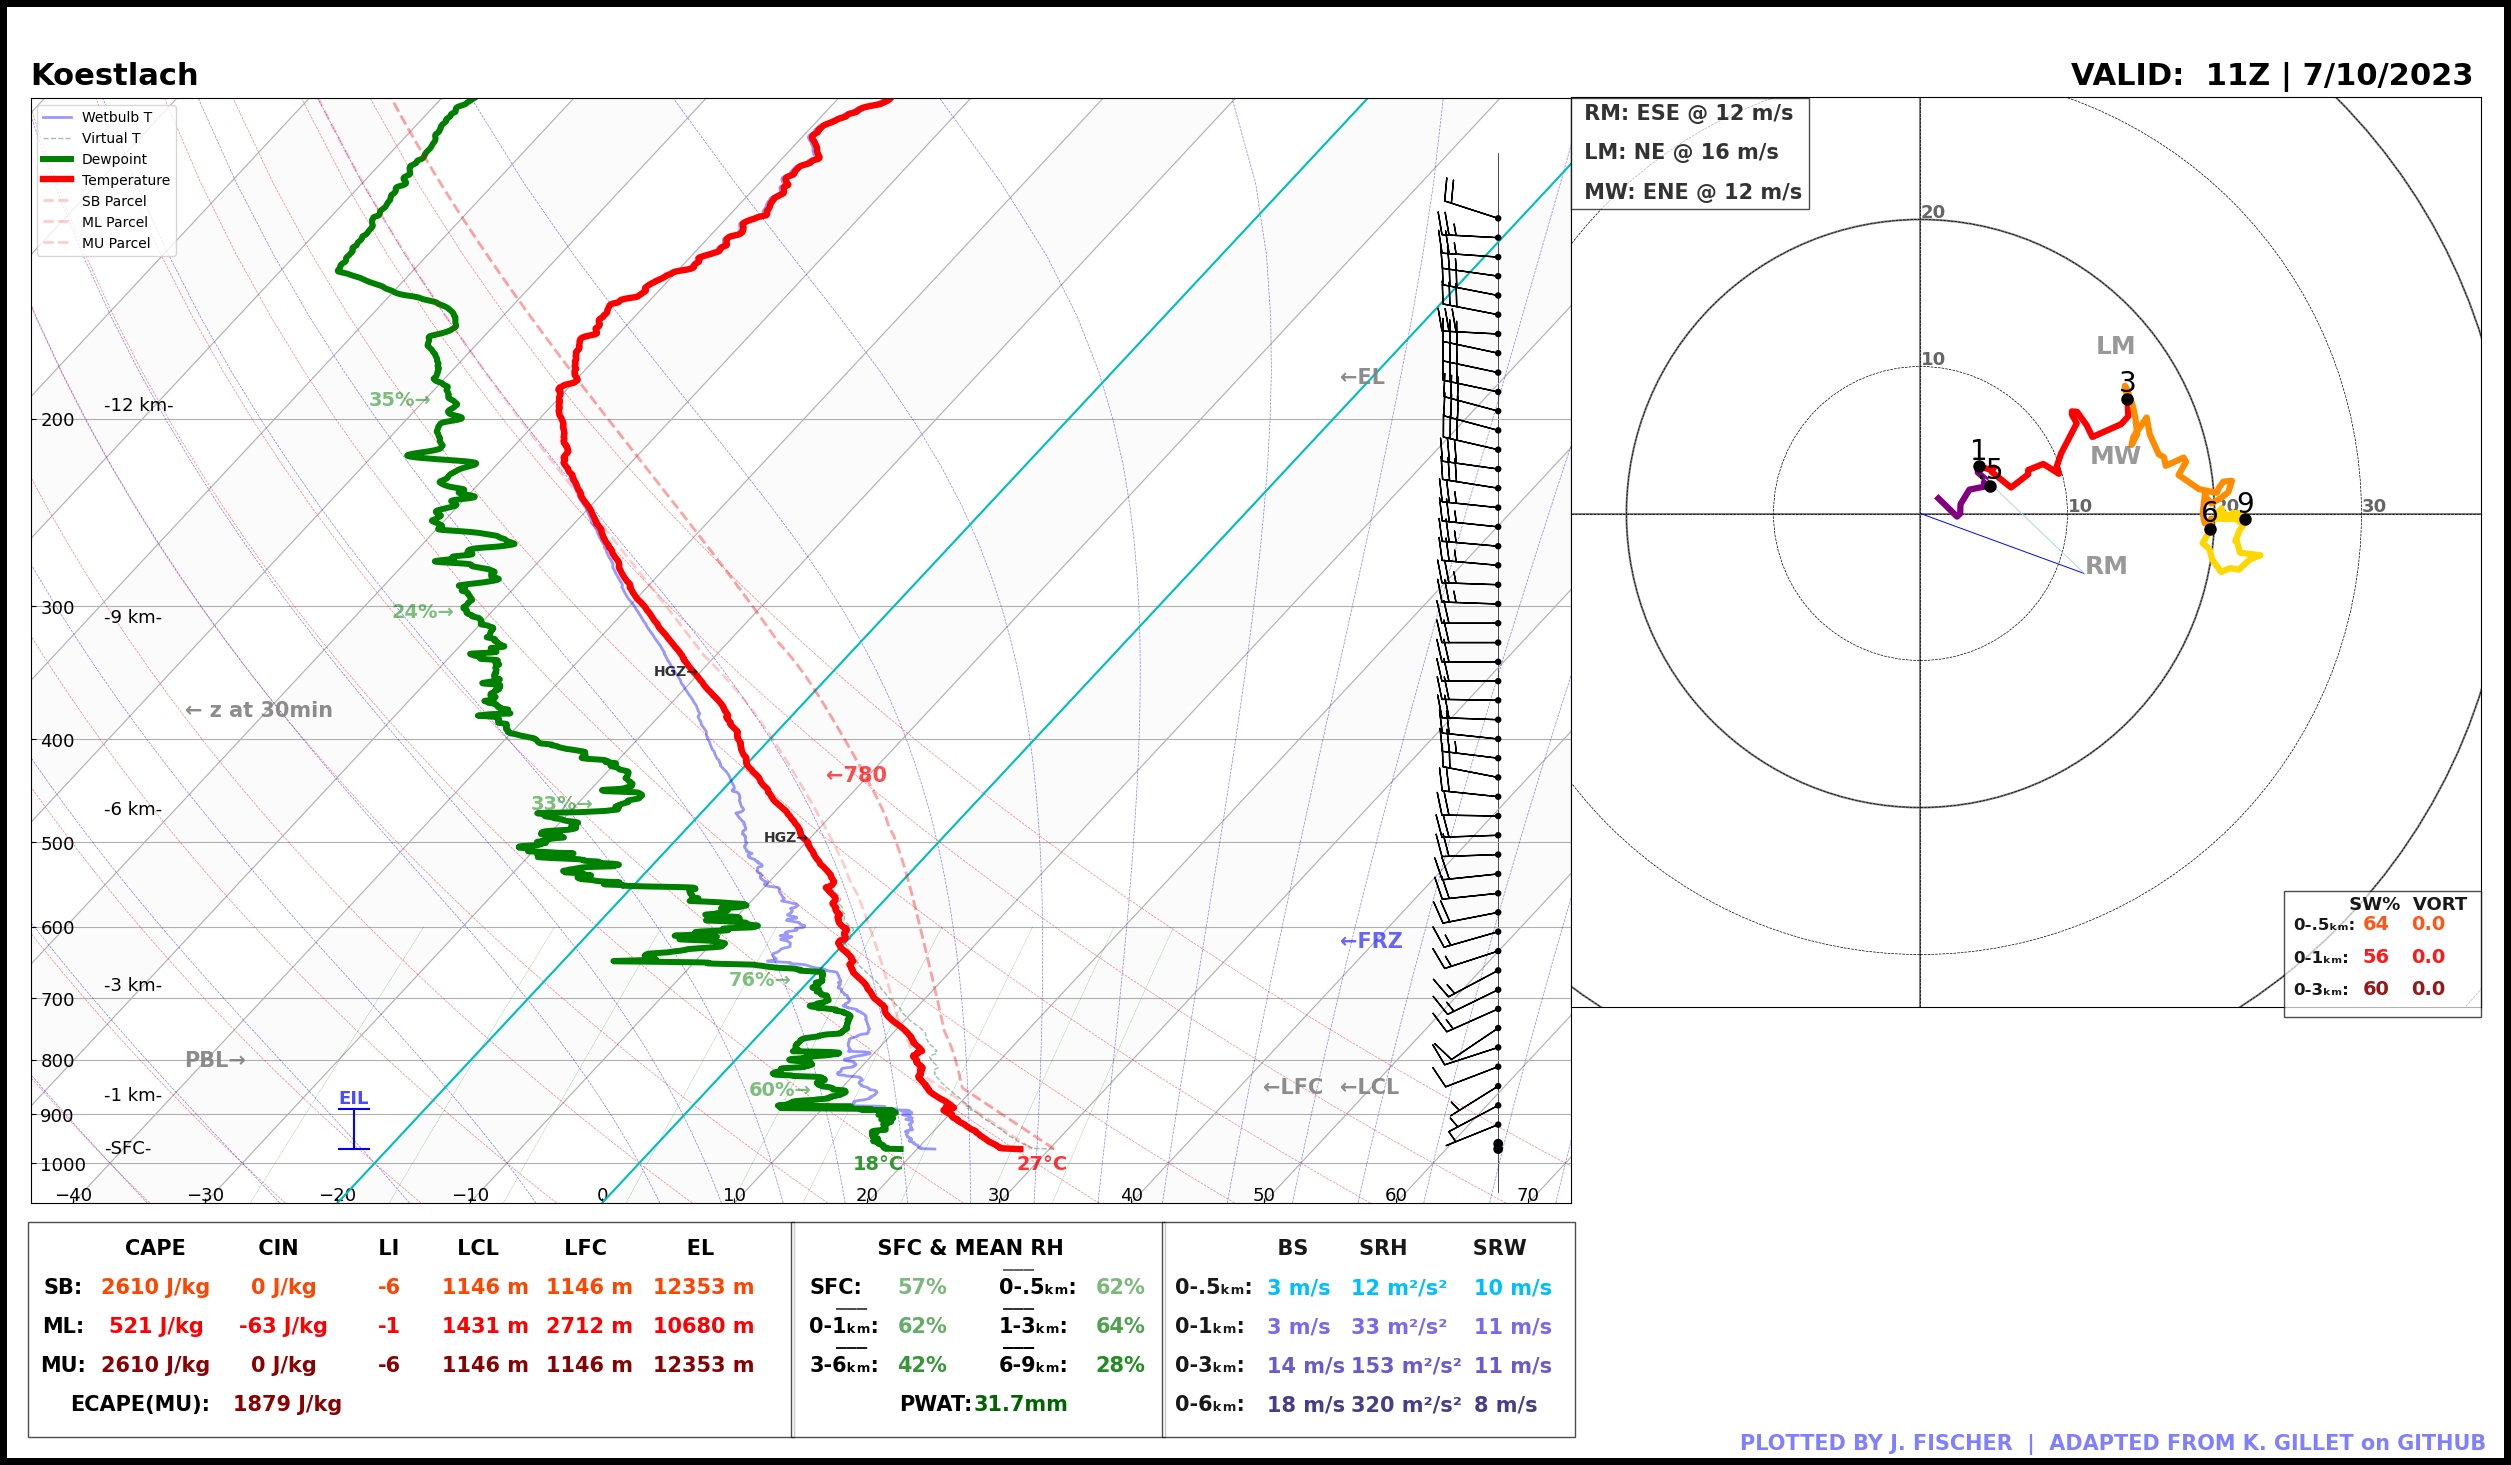 Koestlach
VALID:  11Z | 7/10/2023
Wetbulb T
Virtual T
Dewpoint
Temperature
SB Parcel
ML Parcel
MU Parcel
RM: ESE @ 12 m/s
LM: NE @ 16 m/s
MW: ENE @ 12 m/s
20
10
LM
3
MW
1
.5
10
20
30
6
9
RM
←EL
35%→
-12 km-
200
300
24%→
-9 km-
HGZ→
← z at 30min
400
←780
33%→
-6 km-
HGZ→
500
600
←FRZ
76%→
-3 km-
700
PBL→
800
60%→
←LFC
←LCL
-1 km-
EIL
900
-SFC-
1000
18°C
27°C
−40 −30 −20 −10 0 10 20 30 40 50 60 70
SW% VORT
0-.5ₖₘ: 64 0.0
0-1ₖₘ: 56 0.0
0-3ₖₘ: 60 0.0
CAPE CIN LI LCL LFC EL
SB: 2610 J/kg 0 J/kg -6 1146 m 1146 m 12353 m
ML: 521 J/kg -63 J/kg -1 1431 m 2712 m 10680 m
MU: 2610 J/kg 0 J/kg -6 1146 m 1146 m 12353 m
ECAPE(MU): 1879 J/kg
SFC & MEAN RH
SFC: 57% 0-.5ₖₘ: 62%
0-1ₖₘ: 62% 1-3ₖₘ: 64%
3-6ₖₘ: 42% 6-9ₖₘ: 28%
PWAT: 31.7mm
BS SRH SRW
0-.5ₖₘ: 3 m/s 12 m²/s² 10 m/s
0-1ₖₘ: 3 m/s 33 m²/s² 11 m/s
0-3ₖₘ: 14 m/s 153 m²/s² 11 m/s
0-6ₖₘ: 18 m/s 320 m²/s² 8 m/s
PLOTTED BY J. FISCHER  |  ADAPTED FROM K. GILLET on GITHUB